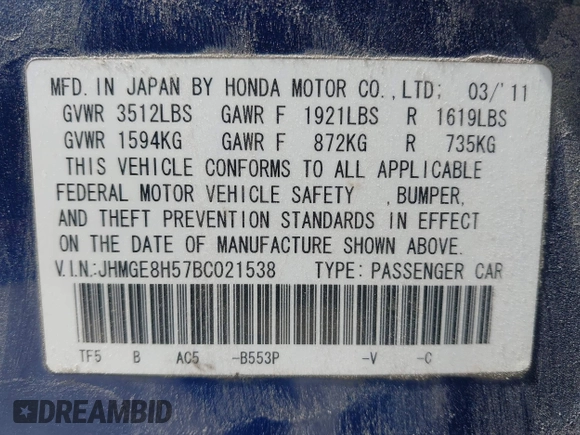 MFD. IN JAPAN BY HONDA MOTOR CO., LTD; 03/'11
GVWR 3512LBS GAWR F 1921LBS R 1619LBS
GVWR 1594KG GAWR F 872KG R 735KG
THIS VEHICLE CONFORMS TO ALL APPLICABLE
FEDERAL MOTOR VEHICLE SAFETY , BUMPER,
AND THEFT PREVENTION STANDARDS IN EFFECT
ON THE DATE OF MANUFACTURE SHOWN ABOVE.
V.I.N.:JHMGE8H57BC021538 TYPE: PASSENGER CAR
TF5 B AC5 -B553P -V -C
DREAMBID